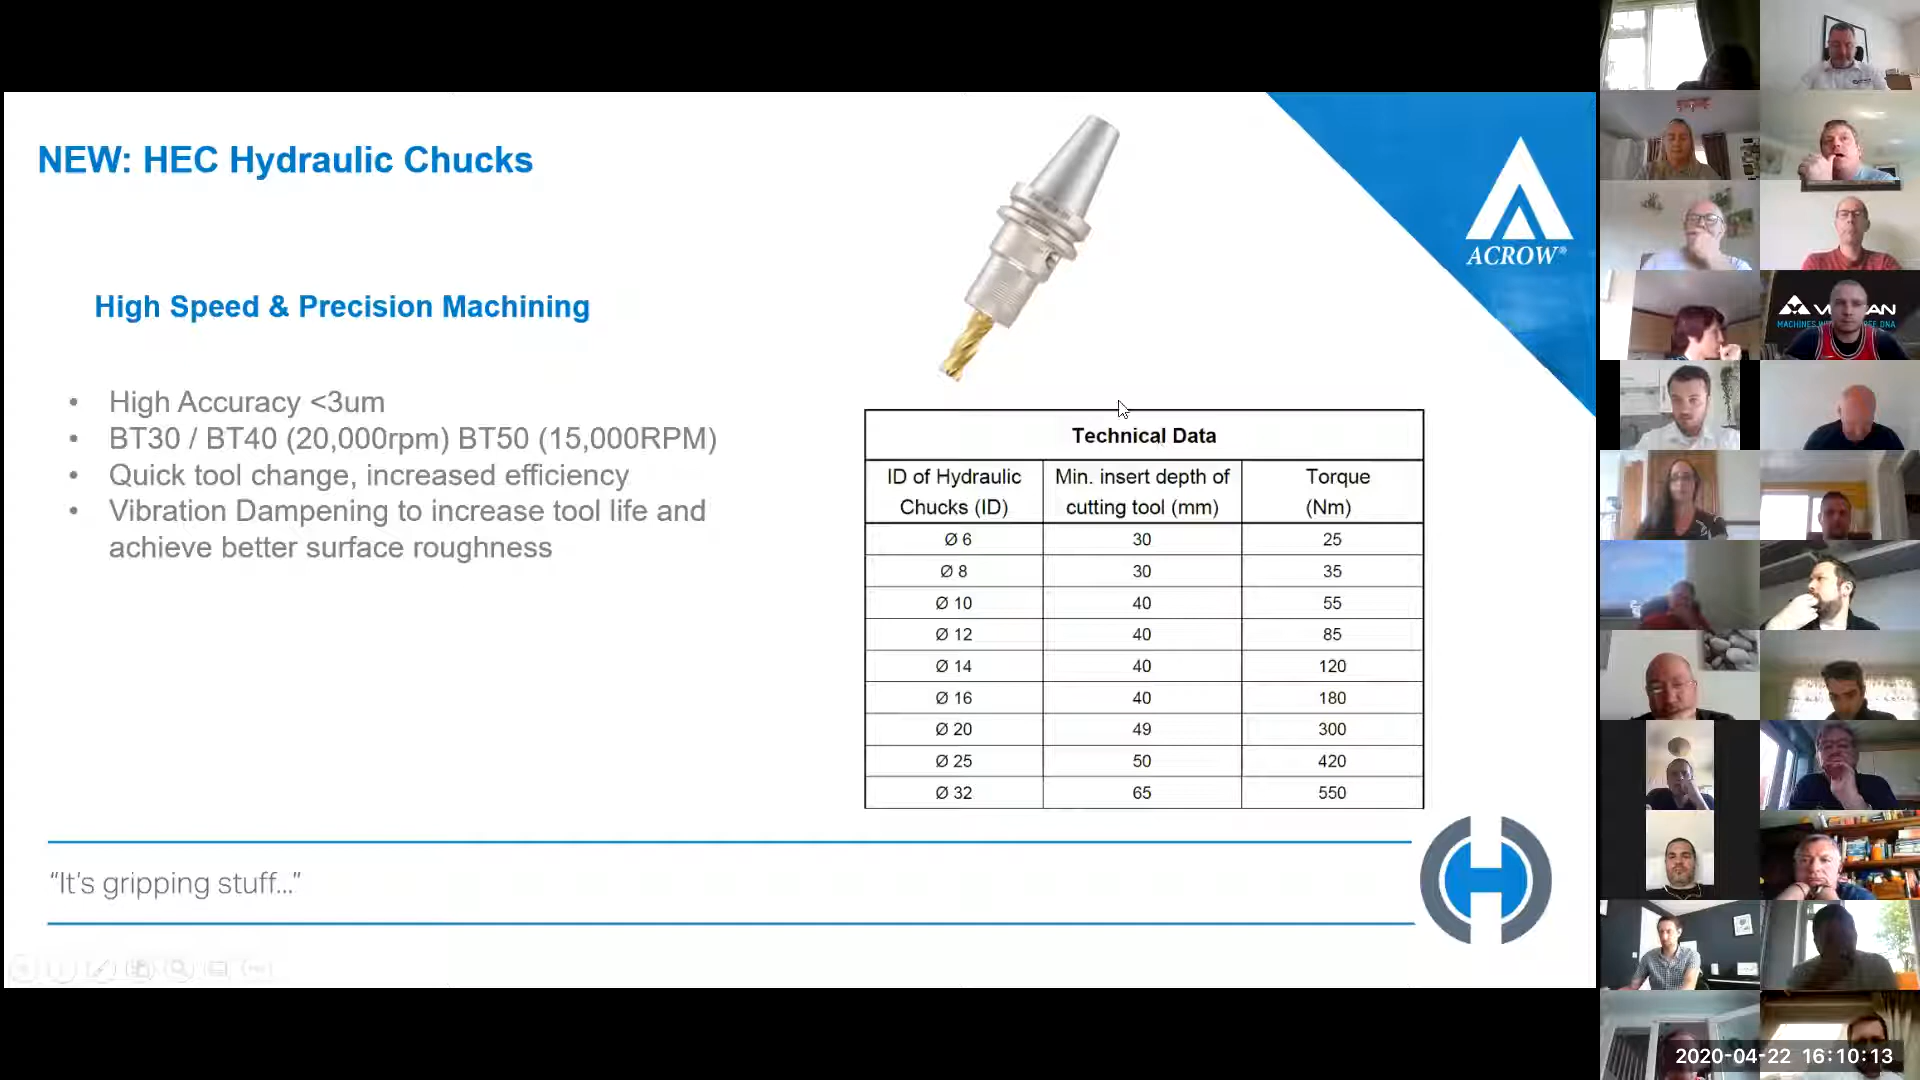 NEW: HEC Hydraulic Chucks
ACROW®
High Speed & Precision Machining
• High Accuracy <3um
• BT30 / BT40 (20,000rpm) BT50 (15,000RPM)
• Quick tool change, increased efficiency
• Vibration Dampening to increase tool life and
achieve better surface roughness
Technical Data
ID of Hydraulic Chucks (ID) Min. insert depth of cutting tool (mm) Torque (Nm)
Ø 6 30 25
Ø 8 30 35
Ø 10 40 55
Ø 12 40 85
Ø 14 40 120
Ø 16 40 180
Ø 20 49 300
Ø 25 50 420
Ø 32 65 550
“It's gripping stuff...”
MACHINES
DNA
2020-04-22 16:10:13